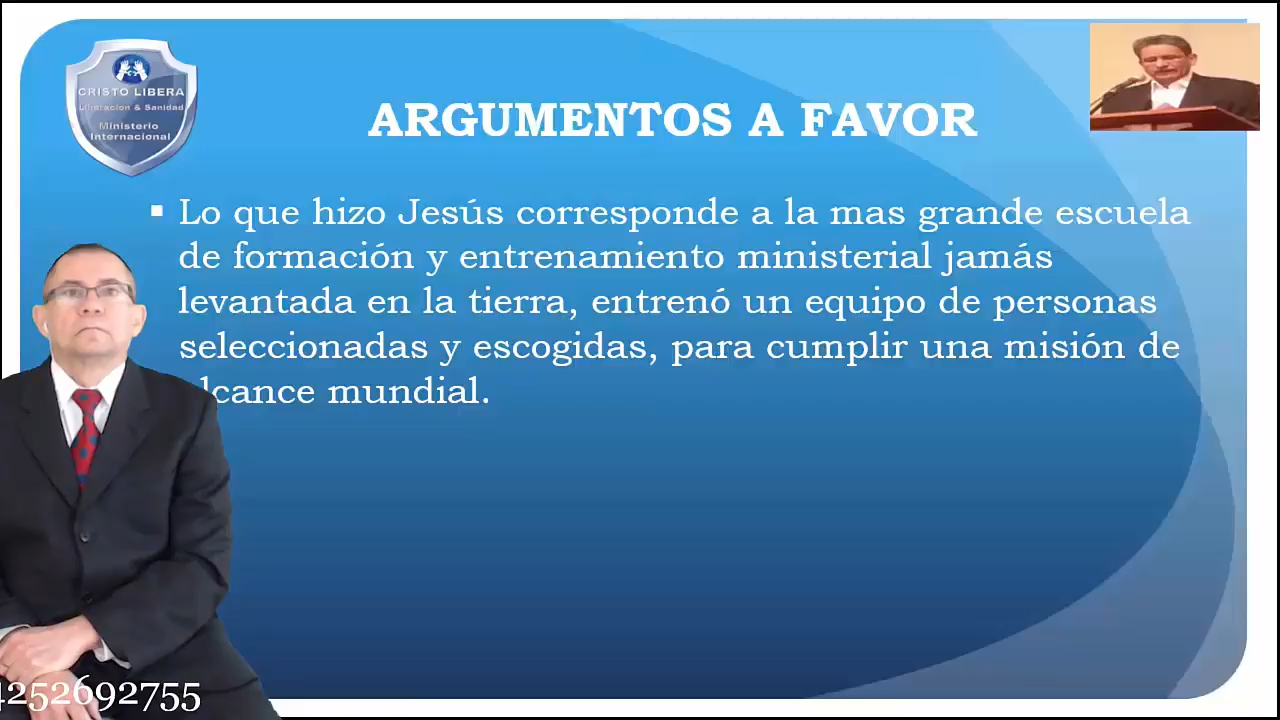 CRISTO LIBERA
Liberación & Sanidad
Ministerio
Internacional
ARGUMENTOS A FAVOR
Lo que hizo Jesús corresponde a la mas grande escuela
de formación y entrenamiento ministerial jamás
levantada en la tierra, entrenó un equipo de personas
seleccionadas y escogidas, para cumplir una misión de
lcance mundial.
4252692755